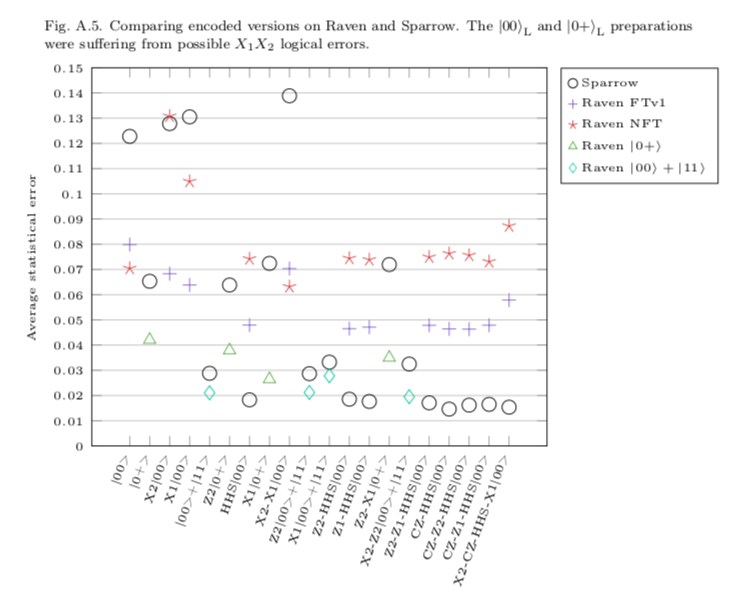 Fig. A.5. Comparing encoded versions on Raven and Sparrow. The |00⟩L and |0+⟩L preparations
were suffering from possible X1X2 logical errors.
0.15
0.14
0.13
0.12
0.11
0.1
0.09
0.08
0.07
0.06
0.05
0.04
0.03
0.02
0.01
0
Average statistical error
Sparrow
Raven FTv1
Raven NFT
Raven |0+⟩
Raven |00⟩ + |11⟩
|00>
|0+>
X2|00>
X1|00>
|00>+|11>
Z2|0+>
HHS|00>
X1|0+>
X2-X1|00>
Z2|00>+|11>
X1|00>+|11>
Z2-HHS|00>
Z1-HHS|00>
Z2-X1|0+>
X2-Z2|00>+|11>
Z2-Z1-HHS|00>
CZ-HHS|00>
CZ-Z2-HHS|00>
CZ-Z1-HHS|00>
X2-CZ-HHS-X1|00>